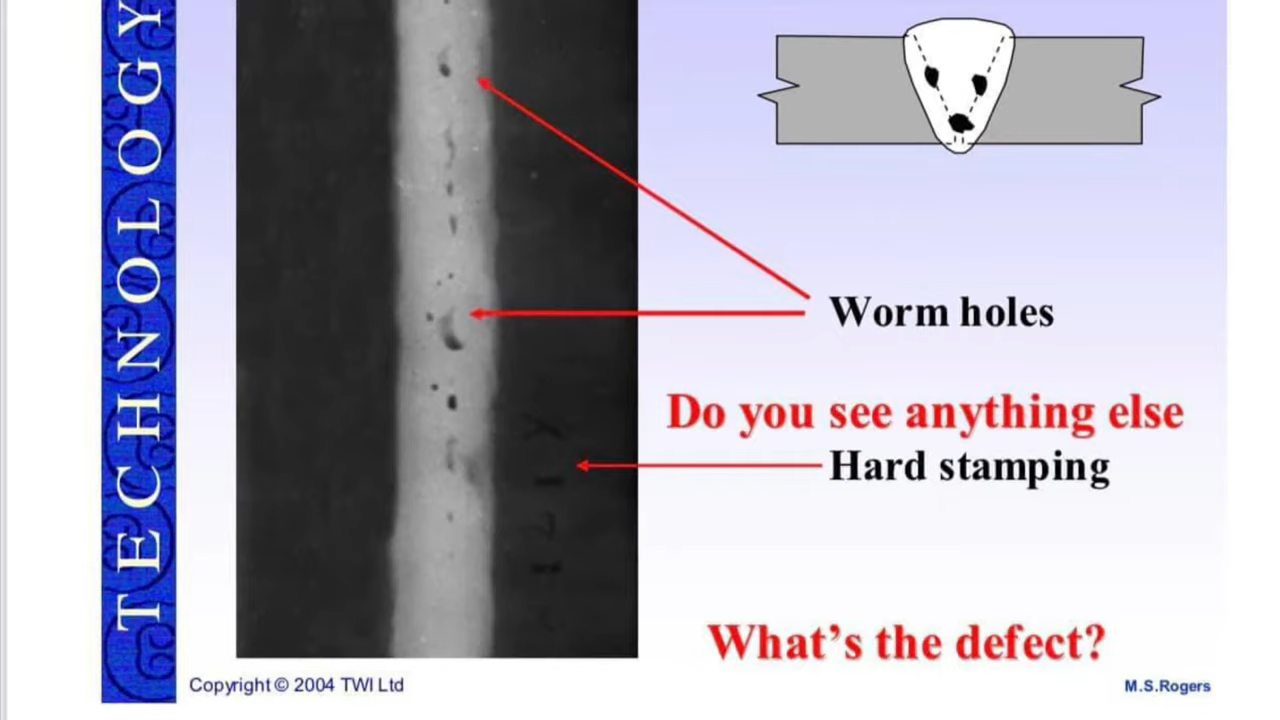 TECHNOLOGY
Worm holes
Do you see anything else
Hard stamping
What's the defect?
Copyright © 2004 TWI Ltd
M.S.Rogers